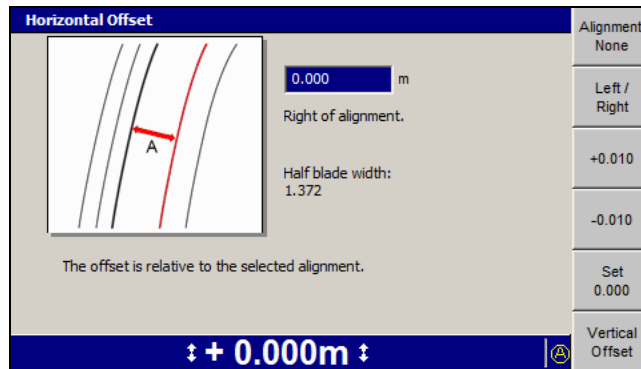 Horizontal Offset
A
0.000 m
Right of alignment.
Half blade width:
1.372
The offset is relative to the selected alignment.
+ 0.000m
A
Alignment
None
Left /
Right
+0.010
-0.010
Set
0.000
Vertical
Offset